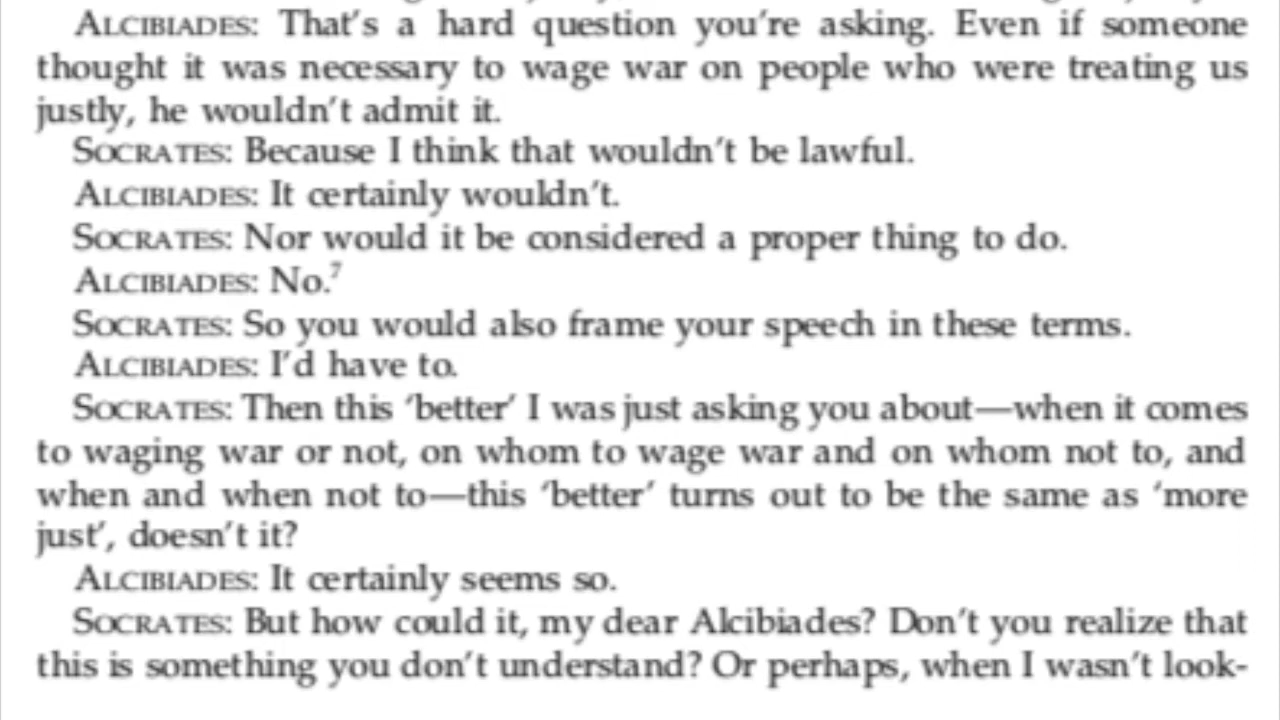 ALCIBIADES: That's a hard question you're asking. Even if someone
thought it was necessary to wage war on people who were treating us
justly, he wouldn't admit it.
SOCRATES: Because I think that wouldn't be lawful.
ALCIBIADES: It certainly wouldn't.
SOCRATES: Nor would it be considered a proper thing to do.
ALCIBIADES: No.7
SOCRATES: So you would also frame your speech in these terms.
ALCIBIADES: I'd have to.
SOCRATES: Then this ‘better’ I was just asking you about—when it comes
to waging war or not, on whom to wage war and on whom not to, and
when and when not to—this ‘better’ turns out to be the same as ‘more
just’, doesn't it?
ALCIBIADES: It certainly seems so.
SOCRATES: But how could it, my dear Alcibiades? Don't you realize that
this is something you don't understand? Or perhaps, when I wasn't look-